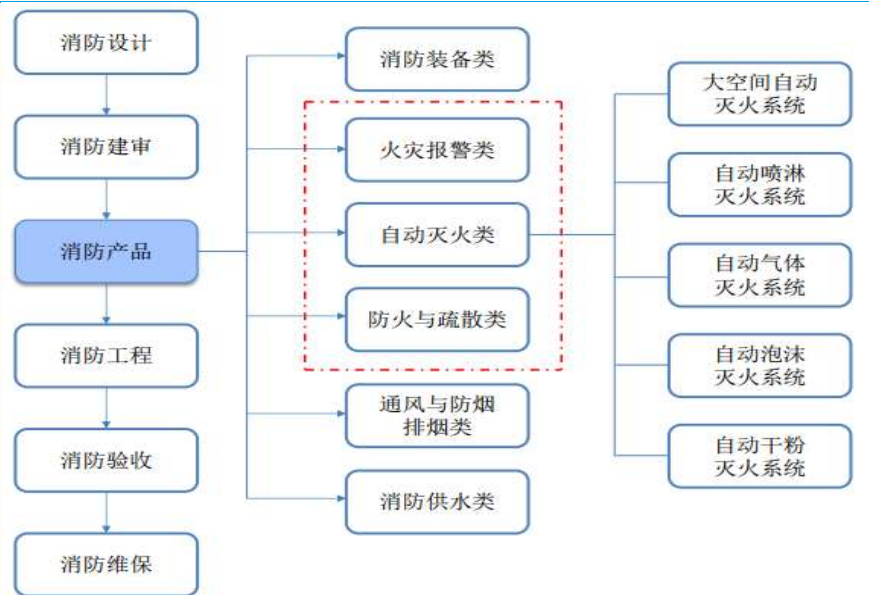 消防设计
消防建审
消防产品
消防工程
消防验收
消防维保
消防装备类
火灾报警类
自动灭火类
防火与疏散类
通风与防烟
排烟类
消防供水类
大空间自动
灭火系统
自动喷淋
灭火系统
自动气体
灭火系统
自动泡沫
灭火系统
自动干粉
灭火系统